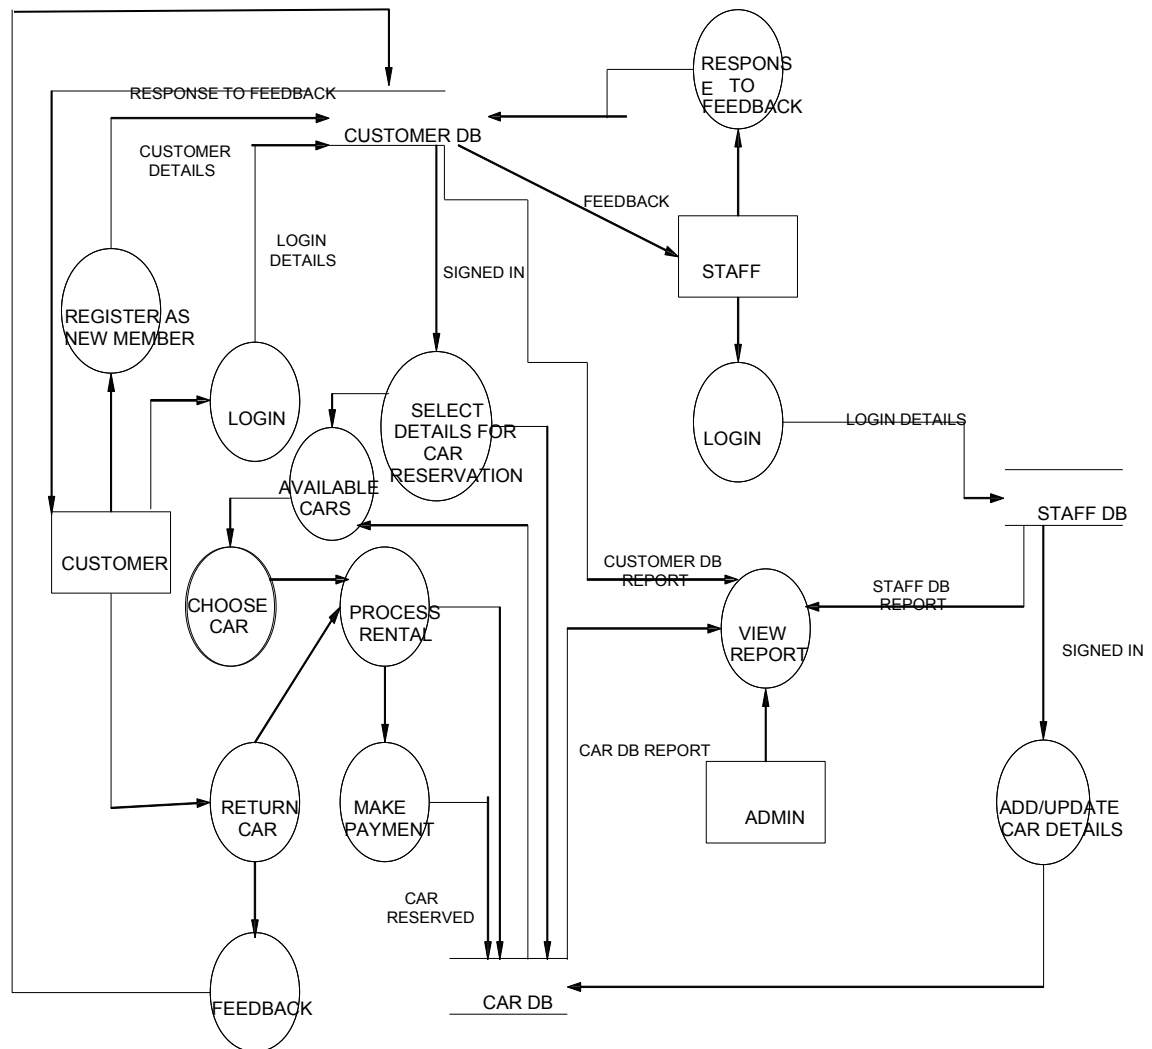 RESPONS
E TO
FEEDBACK
RESPONSE TO FEEDBACK
CUSTOMER DB
CUSTOMER
DETAILS
FEEDBACK
LOGIN
DETAILS
SIGNED IN
STAFF
REGISTER AS
NEW MEMBER
LOGIN
SELECT
DETAILS FOR
CAR
RESERVATION
LOGIN
LOGIN DETAILS
AVAILABLE
CARS
STAFF DB
CUSTOMER
CUSTOMER DB
REPORT
STAFF DB
REPORT
CHOOSE
CAR
PROCESS
RENTAL
VIEW
REPORT
SIGNED IN
CAR DB REPORT
RETURN
CAR
MAKE
PAYMENT
ADMIN
ADD/UPDATE
CAR DETAILS
CAR
RESERVED
FEEDBACK
CAR DB